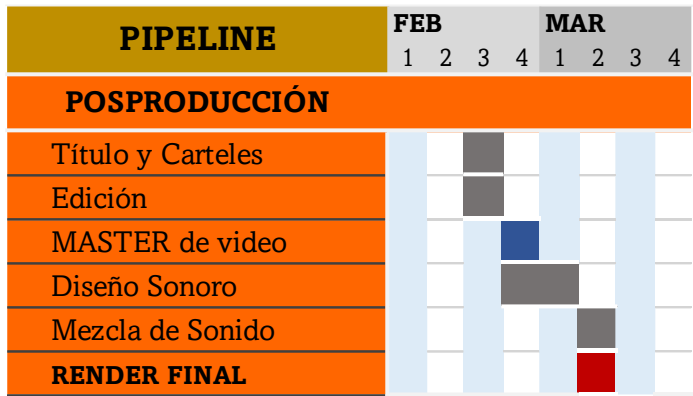 PIPELINE
FEB MAR
1 2 3 4 1 2 3 4
POSPRODUCCIÓN
Título y Carteles
Edición
MASTER de video
Diseño Sonoro
Mezcla de Sonido
RENDER FINAL